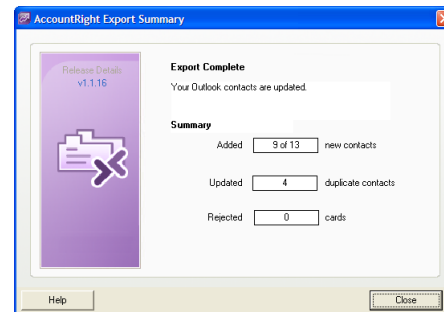 AccountRight Export Summary
Release Details
v1.1.16
Export Complete
Your Outlook contacts are updated.
Summary
Added 9 of 13 new contacts
Updated 4 duplicate contacts
Rejected 0 cards
Help Close